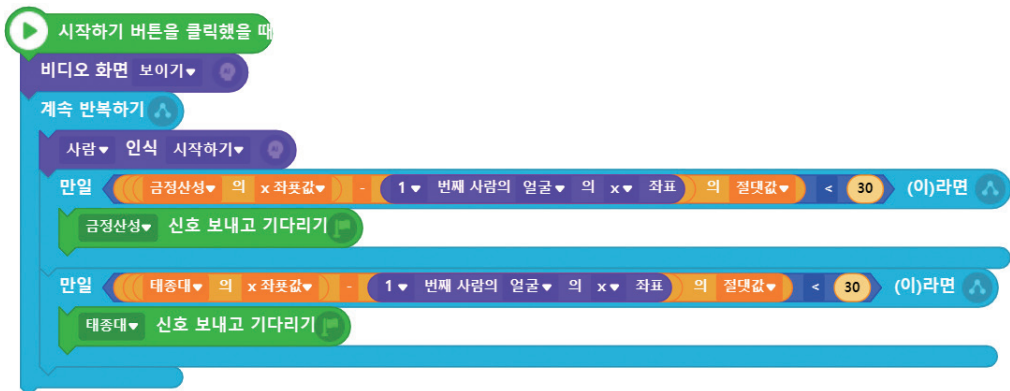 시작하기 버튼을 클릭했을 때
비디오 화면 보이기▼
계속 반복하기
사람▼ 인식 시작하기▼
만일 금정산성▼ 의 x 좌푯값▼ - 1▼ 번째 사람의 얼굴▼ 의 x▼ 좌표 의 절댓값▼ < 30 (이)라면
금정산성▼ 신호 보내고 기다리기
만일 태종대▼ 의 x 좌푯값▼ - 1▼ 번째 사람의 얼굴▼ 의 x▼ 좌표 의 절댓값▼ < 30 (이)라면
태종대▼ 신호 보내고 기다리기